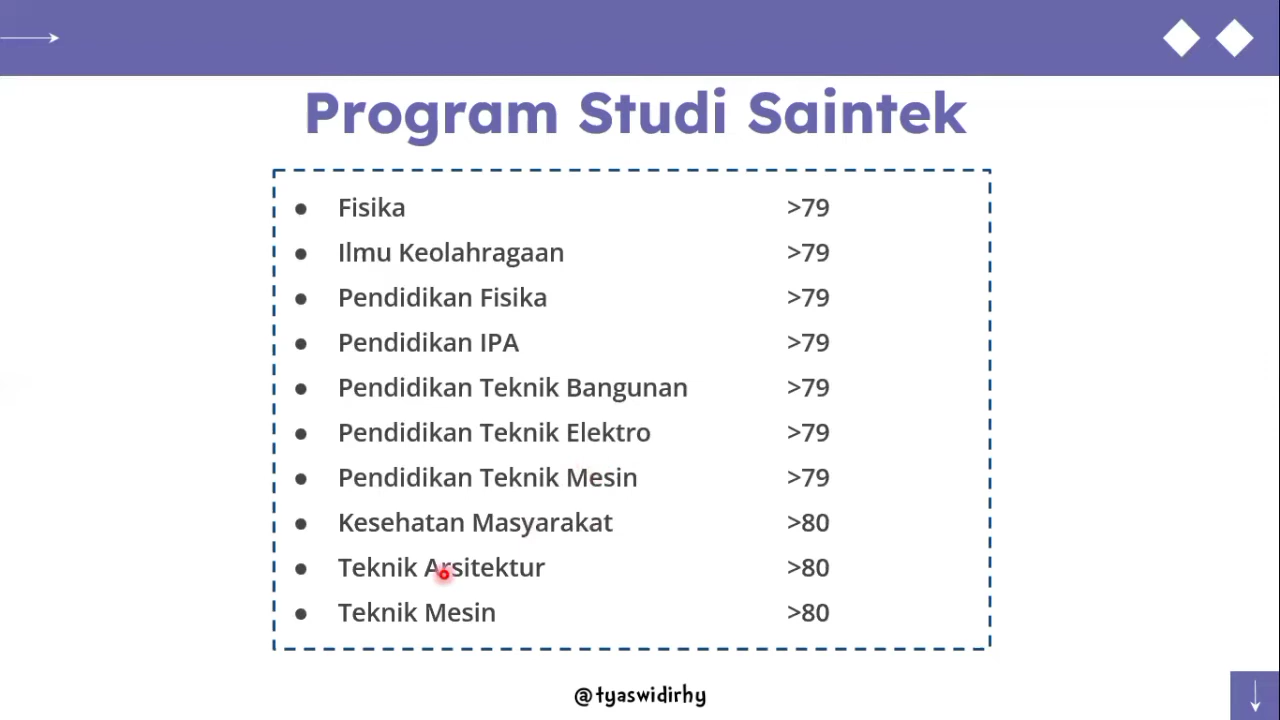 Program Studi Saintek
● Fisika >79
● Ilmu Keolahragaan >79
● Pendidikan Fisika >79
● Pendidikan IPA >79
● Pendidikan Teknik Bangunan >79
● Pendidikan Teknik Elektro >79
● Pendidikan Teknik Mesin >79
● Kesehatan Masyarakat >80
● Teknik Arsitektur >80
● Teknik Mesin >80
@tyaswidirhy